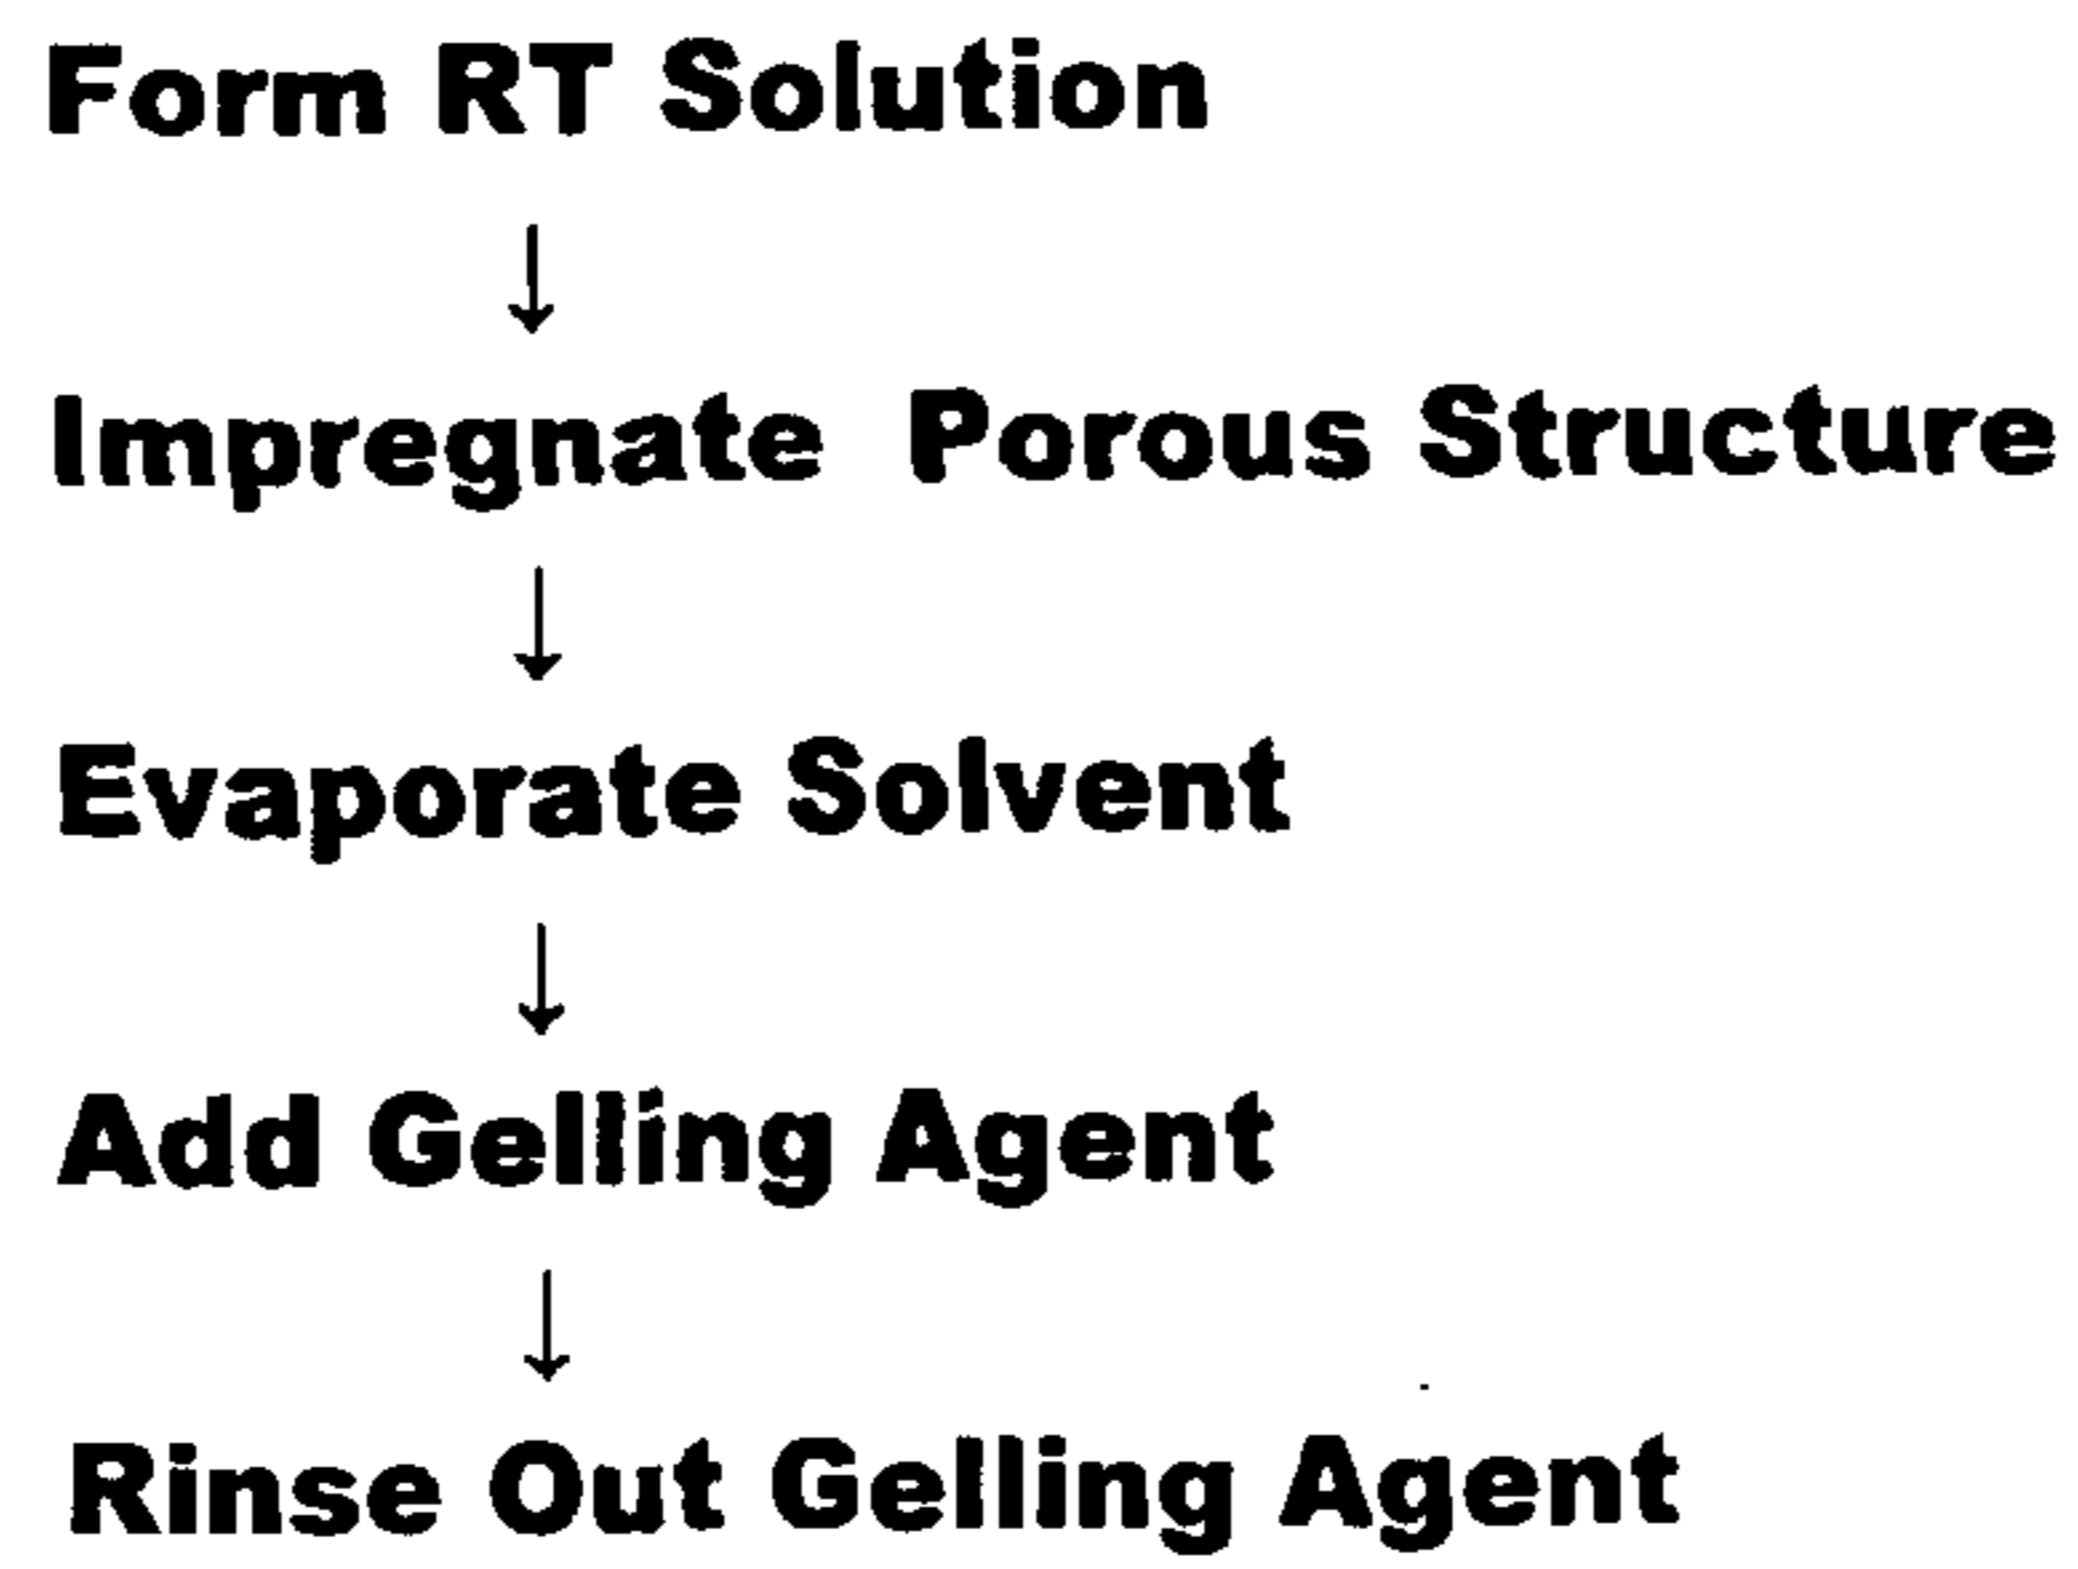 Form RT Solution
Impregnate Porous Structure
Evaporate Solvent
Add Gelling Agent
Rinse Out Gelling Agent